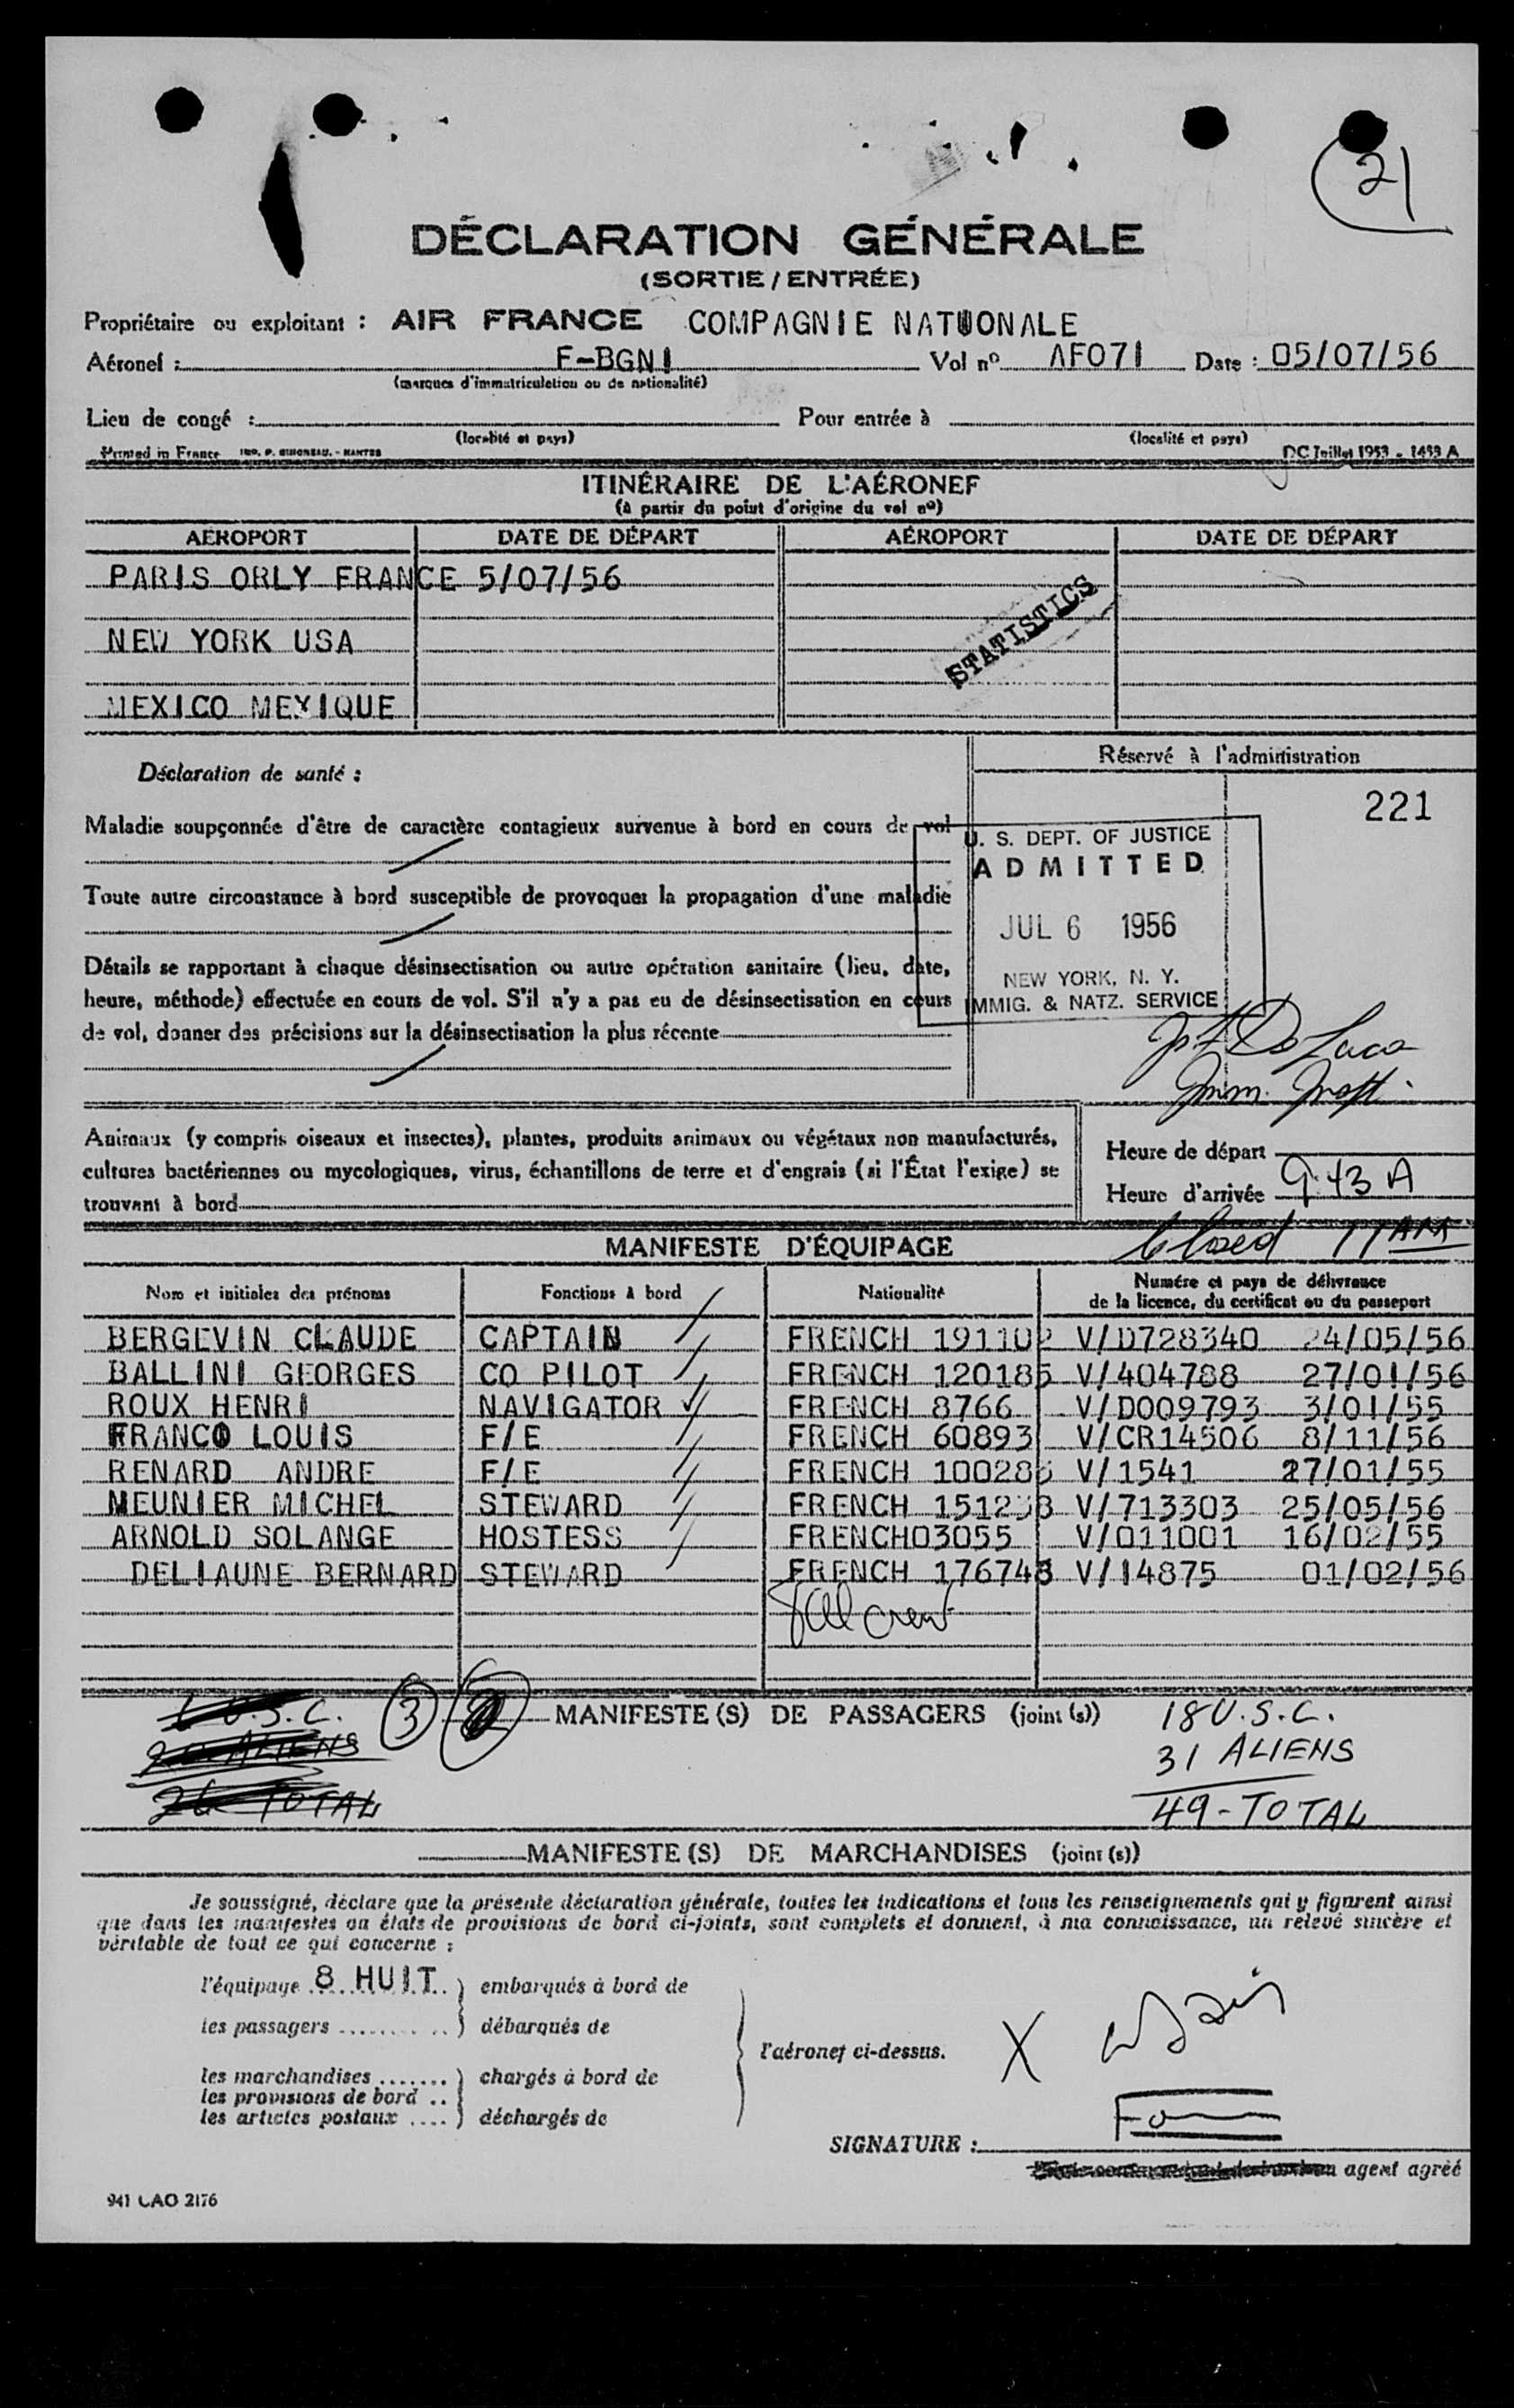 21
DÉCLARATION GÉNÉRALE
(SORTIE / ENTRÉE)
Propriétaire ou exploitant : AIR FRANCE COMPAGNIE NATIONALE
Aéronef : F-BGNI Vol nº AF071 Date : 05/07/56
(marques d'immatriculation ou de nationalité)
Lieu de congé : Pour entrée à
(localité et pays) (localité et pays)
Printed in France IMP. P. - NANTES DC Juillet 1953 - 1453 A
ITINÉRAIRE DE L'AÉRONEF
(à partir du point d'origine du vol nº)
AÉROPORT DATE DE DÉPART AÉROPORT DATE DE DÉPART
PARIS ORLY FRANCE 5/07/56
STATISTICS
NEW YORK USA
MEXICO MEXIQUE
Réservé à l'administration
Déclaration de santé :
221
Maladie soupçonnée d'être de caractère contagieux survenue à bord en cours de vol
U. S. DEPT. OF JUSTICE
ADMITTED
Toute autre circonstance à bord susceptible de provoquer la propagation d'une maladie
JUL 6 1956
Détails se rapportant à chaque désinsectisation ou autre opération sanitaire (lieu, date,
NEW YORK, N. Y.
heure, méthode) effectuée en cours de vol. S'il n'y a pas eu de désinsectisation en cours
IMMIG. & NATZ. SERVICE
de vol, donner des précisions sur la désinsectisation la plus récente
Animaux (y compris oiseaux et insectes), plantes, produits animaux ou végétaux non manufacturés,
cultures bactériennes ou mycologiques, virus, échantillons de terre et d'engrais (si l'État l'exige) se
trouvant à bord
Heure de départ
Heure d'arrivée 9:43 A
Closed 11 AM
MANIFESTE D'ÉQUIPAGE
Nom et initiales des prénoms Fonctions à bord Nationalité Numéro et pays de délivrance
de la licence, du certificat ou du passeport
BERGEVIN CLAUDE CAPTAIN FRENCH 191102 V/D728340 24/05/56
BALLINI GEORGES CO PILOT FRENCH 120185 V/404788 27/01/56
ROUX HENRI NAVIGATOR FRENCH 8766 V/D009793 3/01/55
FRANCO LOUIS F/E FRENCH 60893 V/CR14506 8/11/56
RENARD ANDRE F/E FRENCH V/1541 27/01/55
MEUNIER MICHEL STEWARD FRENCH V/713303 25/05/56
ARNOLD SOLANGE HOSTESS FRENCH03055 V/011001 16/02/55
DELIAUNE BERNARD STEWARD FRENCH 176743 V/14875 01/02/56
8 al crew
U.S.C. 3 MANIFESTE (S) DE PASSAGERS (joint (s)) 18 U.S.C.
20 ALIENS 31 ALIENS
26 TOTAL 49 - TOTAL
MANIFESTE (S) DE MARCHANDISES (joint (s))
Je soussigné, déclare que la présente déclaration générale, toutes les indications et tous les renseignements qui y figurent ainsi
que dans les manifestes ou états de provisions de bord ci-joints, sont complets et donnent, à ma connaissance, un relevé sincère et
véritable de tout ce qui concerne :
l'équipage 8 HUIT embarqués à bord de
les passagers débarqués de
l'aéronef ci-dessus. X
les marchandises chargés à bord de
les provisions de bord
les articles postaux déchargés de
SIGNATURE :
agent agréé
941 CAO 2176